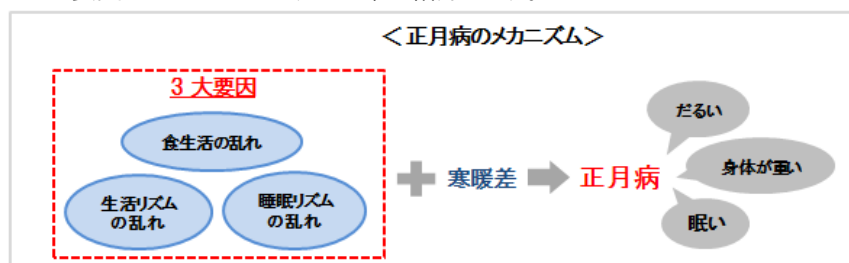 ＜正月病のメカニズム＞
3 大要因
食生活の乱れ
生活リズム
の乱れ
睡眠リズム
の乱れ
寒暖差
正月病
だるい
身体が重い
眠い